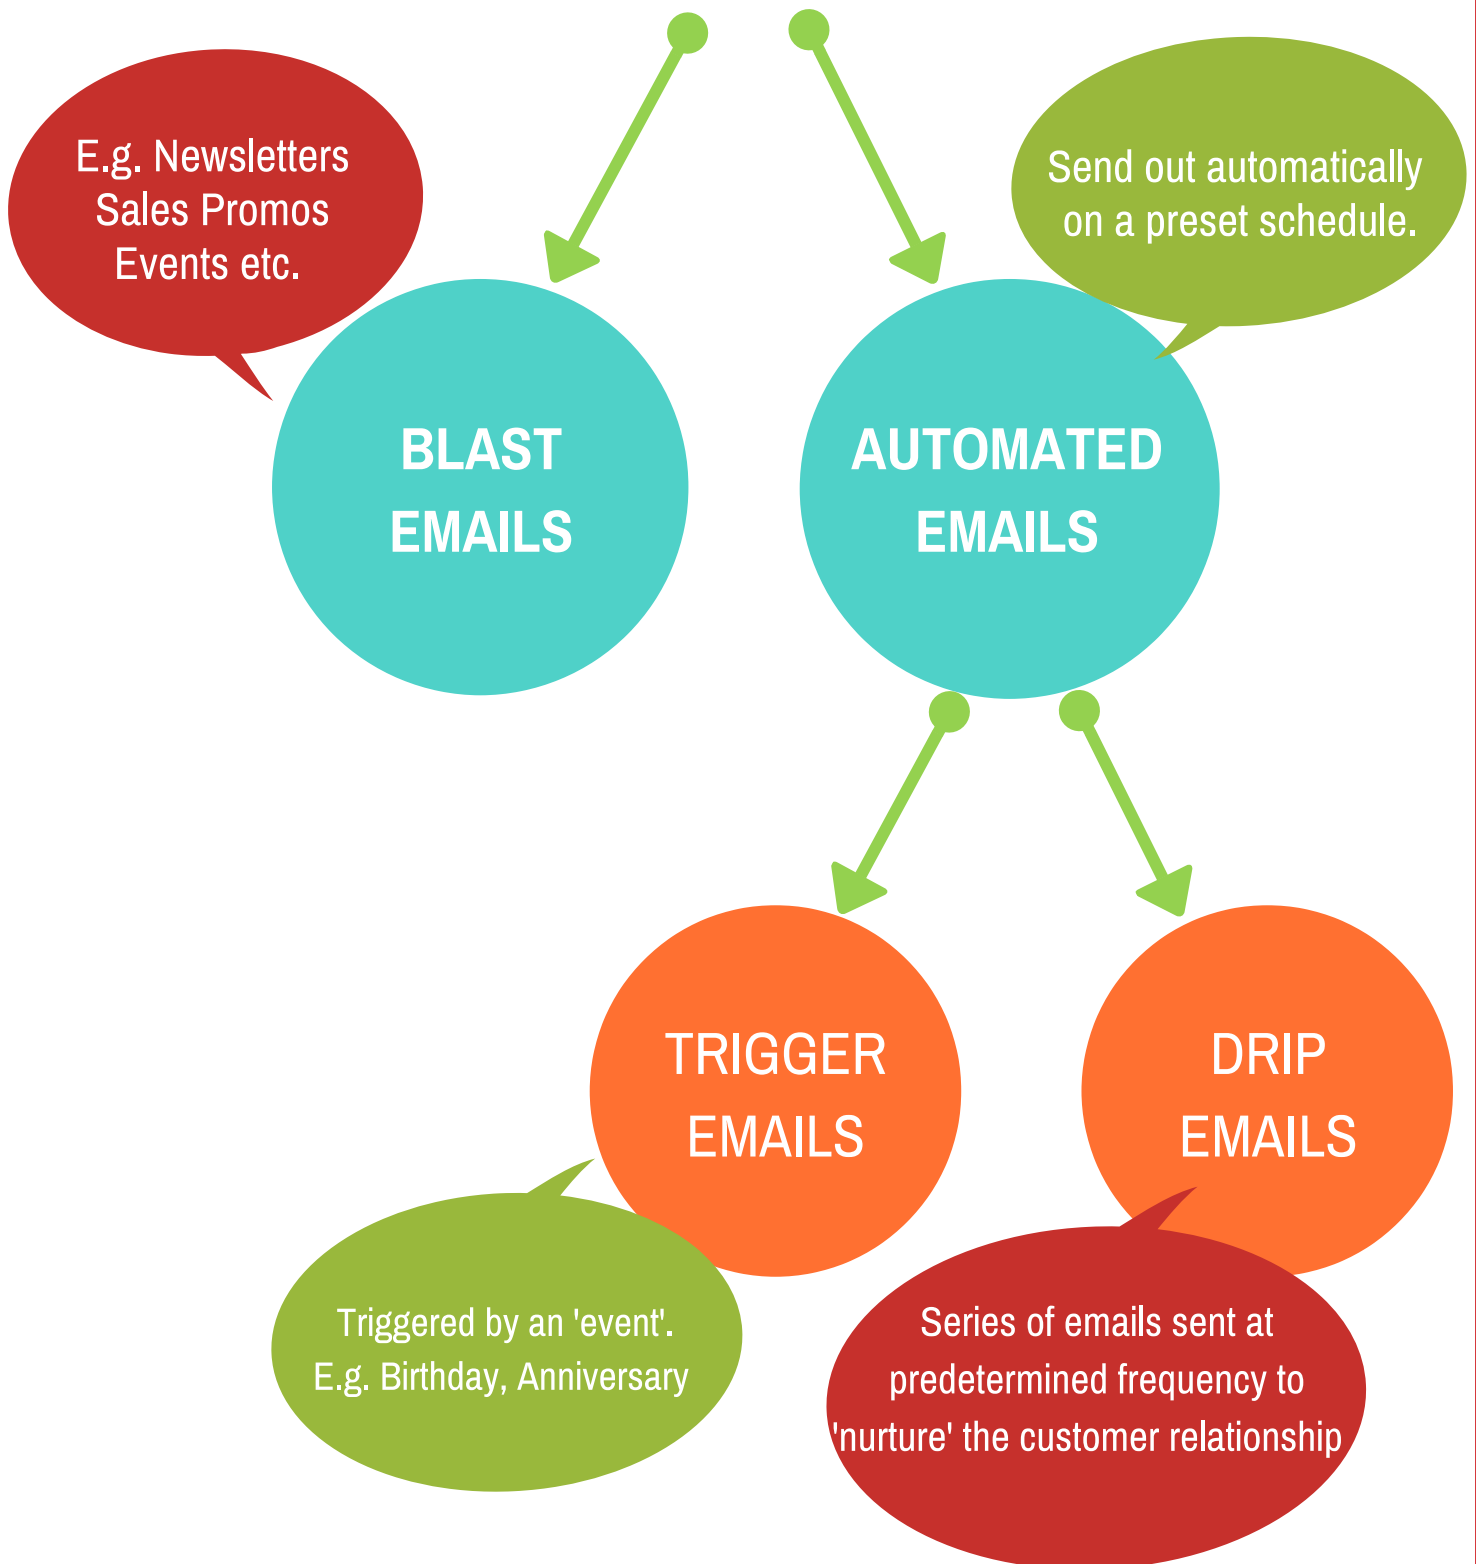 E.g. Newsletters
Sales Promos
Events etc.
Send out automatically
on a preset schedule.
BLAST
EMAILS
AUTOMATED
EMAILS
TRIGGER
EMAILS
DRIP
EMAILS
Triggered by an 'event'.
E.g. Birthday, Anniversary
Series of emails sent at
predetermined frequency to
'nurture' the customer relationship